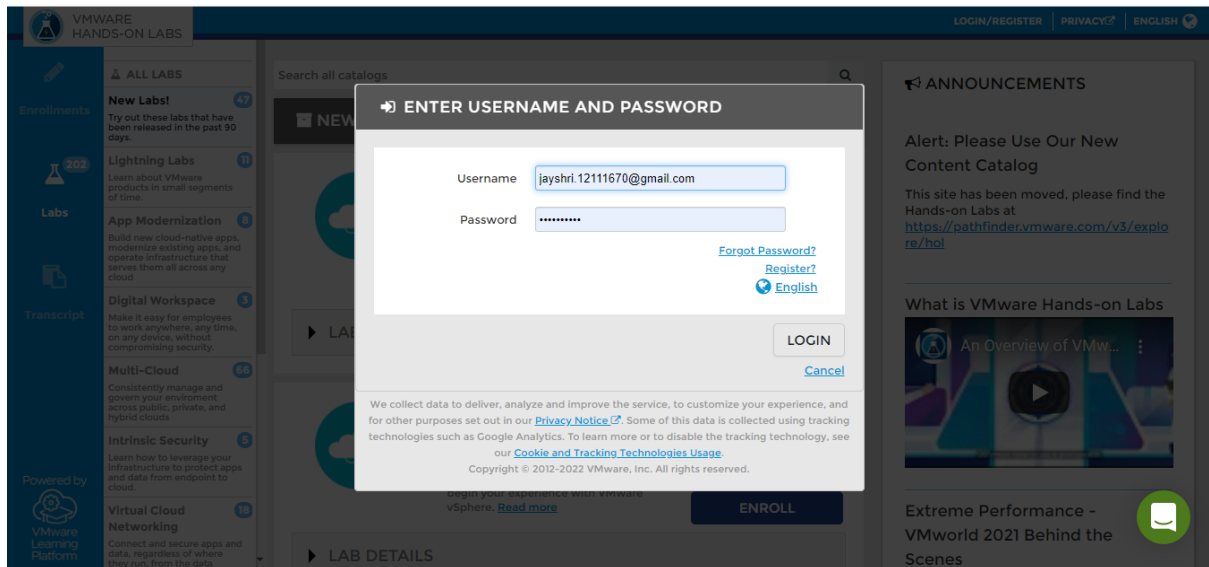 VMWARE
HANDS-ON LABS
LOGIN/REGISTER
PRIVACY
ENGLISH
Enrollments
202
Labs
Transcript
Powered by
VMware
Learning
Platform
ALL LABS
New Labs! 47
Try out these labs that have
been released in the past 90
days.
Lightning Labs 11
Learn about VMware
products in small segments
of time.
App Modernization 8
Build new cloud-native apps,
modernize existing apps, and
operate infrastructure that
serves them all across any
cloud
Digital Workspace 3
Make it easy for employees
to work anywhere, any time,
on any device, without
compromising security.
Multi-Cloud 66
Consistently manage and
govern your enviroment
across public, private, and
hybrid clouds
Intrinsic Security 5
Learn how to leverage your
infrastructure to protect apps
and data from endpoint to
cloud.
Virtual Cloud 18
Networking
Connect and secure apps and
data, regardless of where
they run, from the data
Search all catalogs
NEW
LAB
ENTER USERNAME AND PASSWORD
Username jayshri.12111670@gmail.com
Password ••••••••••
Forgot Password?
Register?
English
LOGIN
Cancel
We collect data to deliver, analyze and improve the service, to customize your experience, and
for other purposes set out in our Privacy Notice. Some of this data is collected using tracking
technologies such as Google Analytics. To learn more or to disable the tracking technology, see
our Cookie and Tracking Technologies Usage.
Copyright © 2012-2022 VMware, Inc. All rights reserved.
begin your experience with VMware
vSphere. Read more
ENROLL
LAB DETAILS
ANNOUNCEMENTS
Alert: Please Use Our New
Content Catalog
This site has been moved, please find the
Hands-on Labs at
https://pathfinder.vmware.com/v3/explo
re/hol
What is VMware Hands-on Labs
An Overview of VMw...
Extreme Performance -
VMworld 2021 Behind the
Scenes